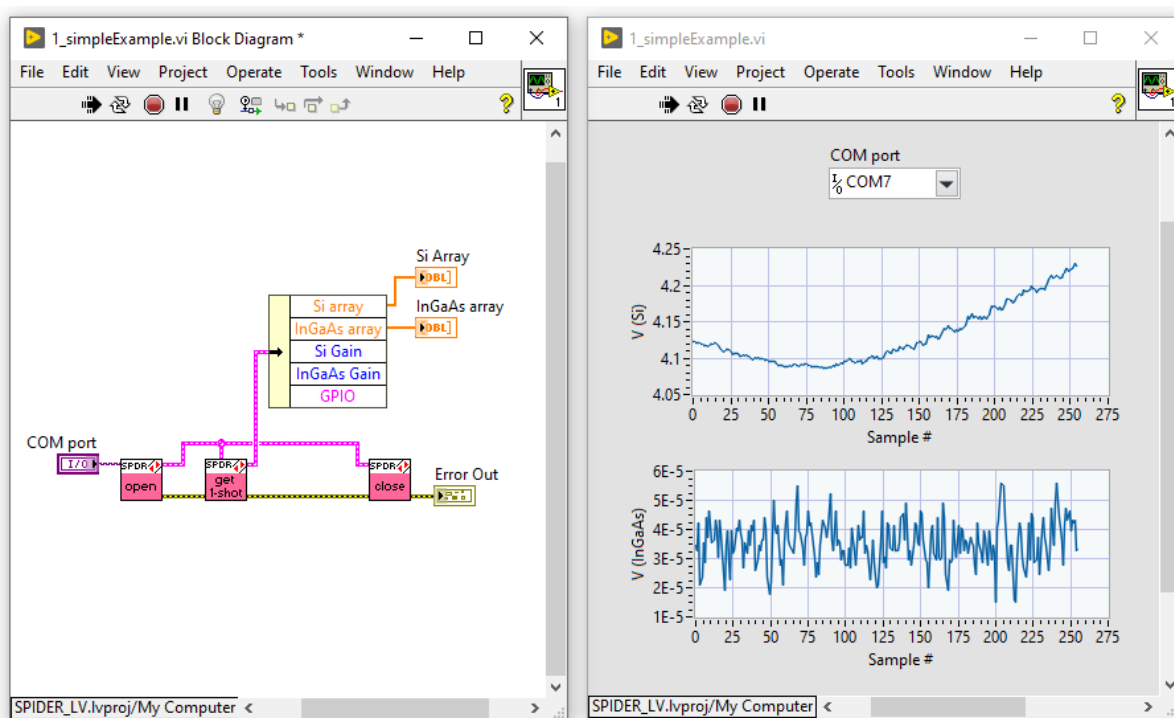 1_simpleExample.vi Block Diagram *
File Edit View Project Operate Tools Window Help
1
Si Array
DBL]
InGaAs array
DBL]
Si array
InGaAs array
Si Gain
InGaAs Gain
GPIO
COM port
I/O
SPDR
open
SPDR
get
1-shot
SPDR
close
Error Out
SPIDER_LV.lvproj/My Computer
1_simpleExample.vi
File Edit View Project Operate Tools Window Help
1
COM port
I/O COM7
4.25
4.2
4.15
4.1
4.05
V (Si)
0 25 50 75 100 125 150 175 200 225 250 275
Sample #
6E-5
5E-5
4E-5
3E-5
2E-5
1E-5
V (InGaAs)
0 25 50 75 100 125 150 175 200 225 250 275
Sample #
SPIDER_LV.lvproj/My Computer